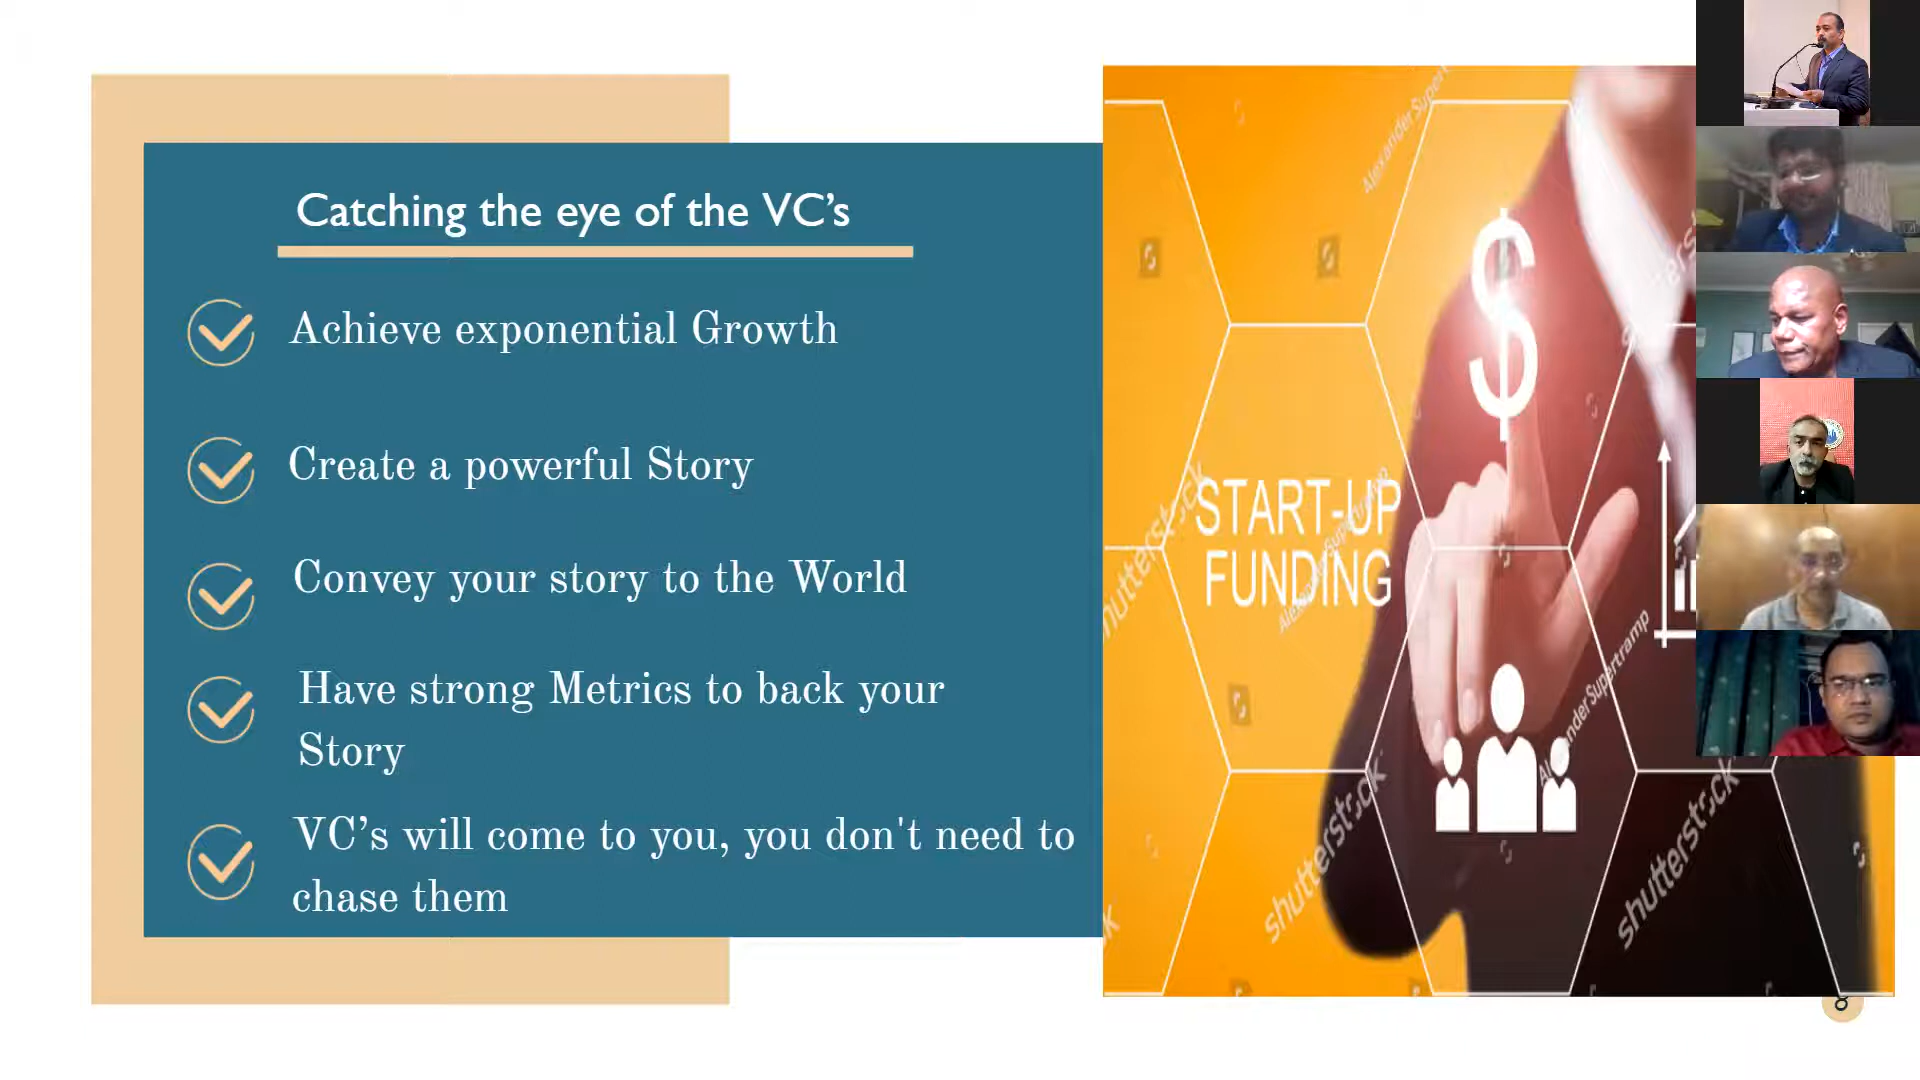 Catching the eye of the VC’s
Achieve exponential Growth
Create a powerful Story
Convey your story to the World
Have strong Metrics to back your
Story
VC’s will come to you, you don't need to
chase them
START-UP
FUNDING
$
AlexanderSupertramp
shutterstock
shutterstock
AlexanderSupertramp
8